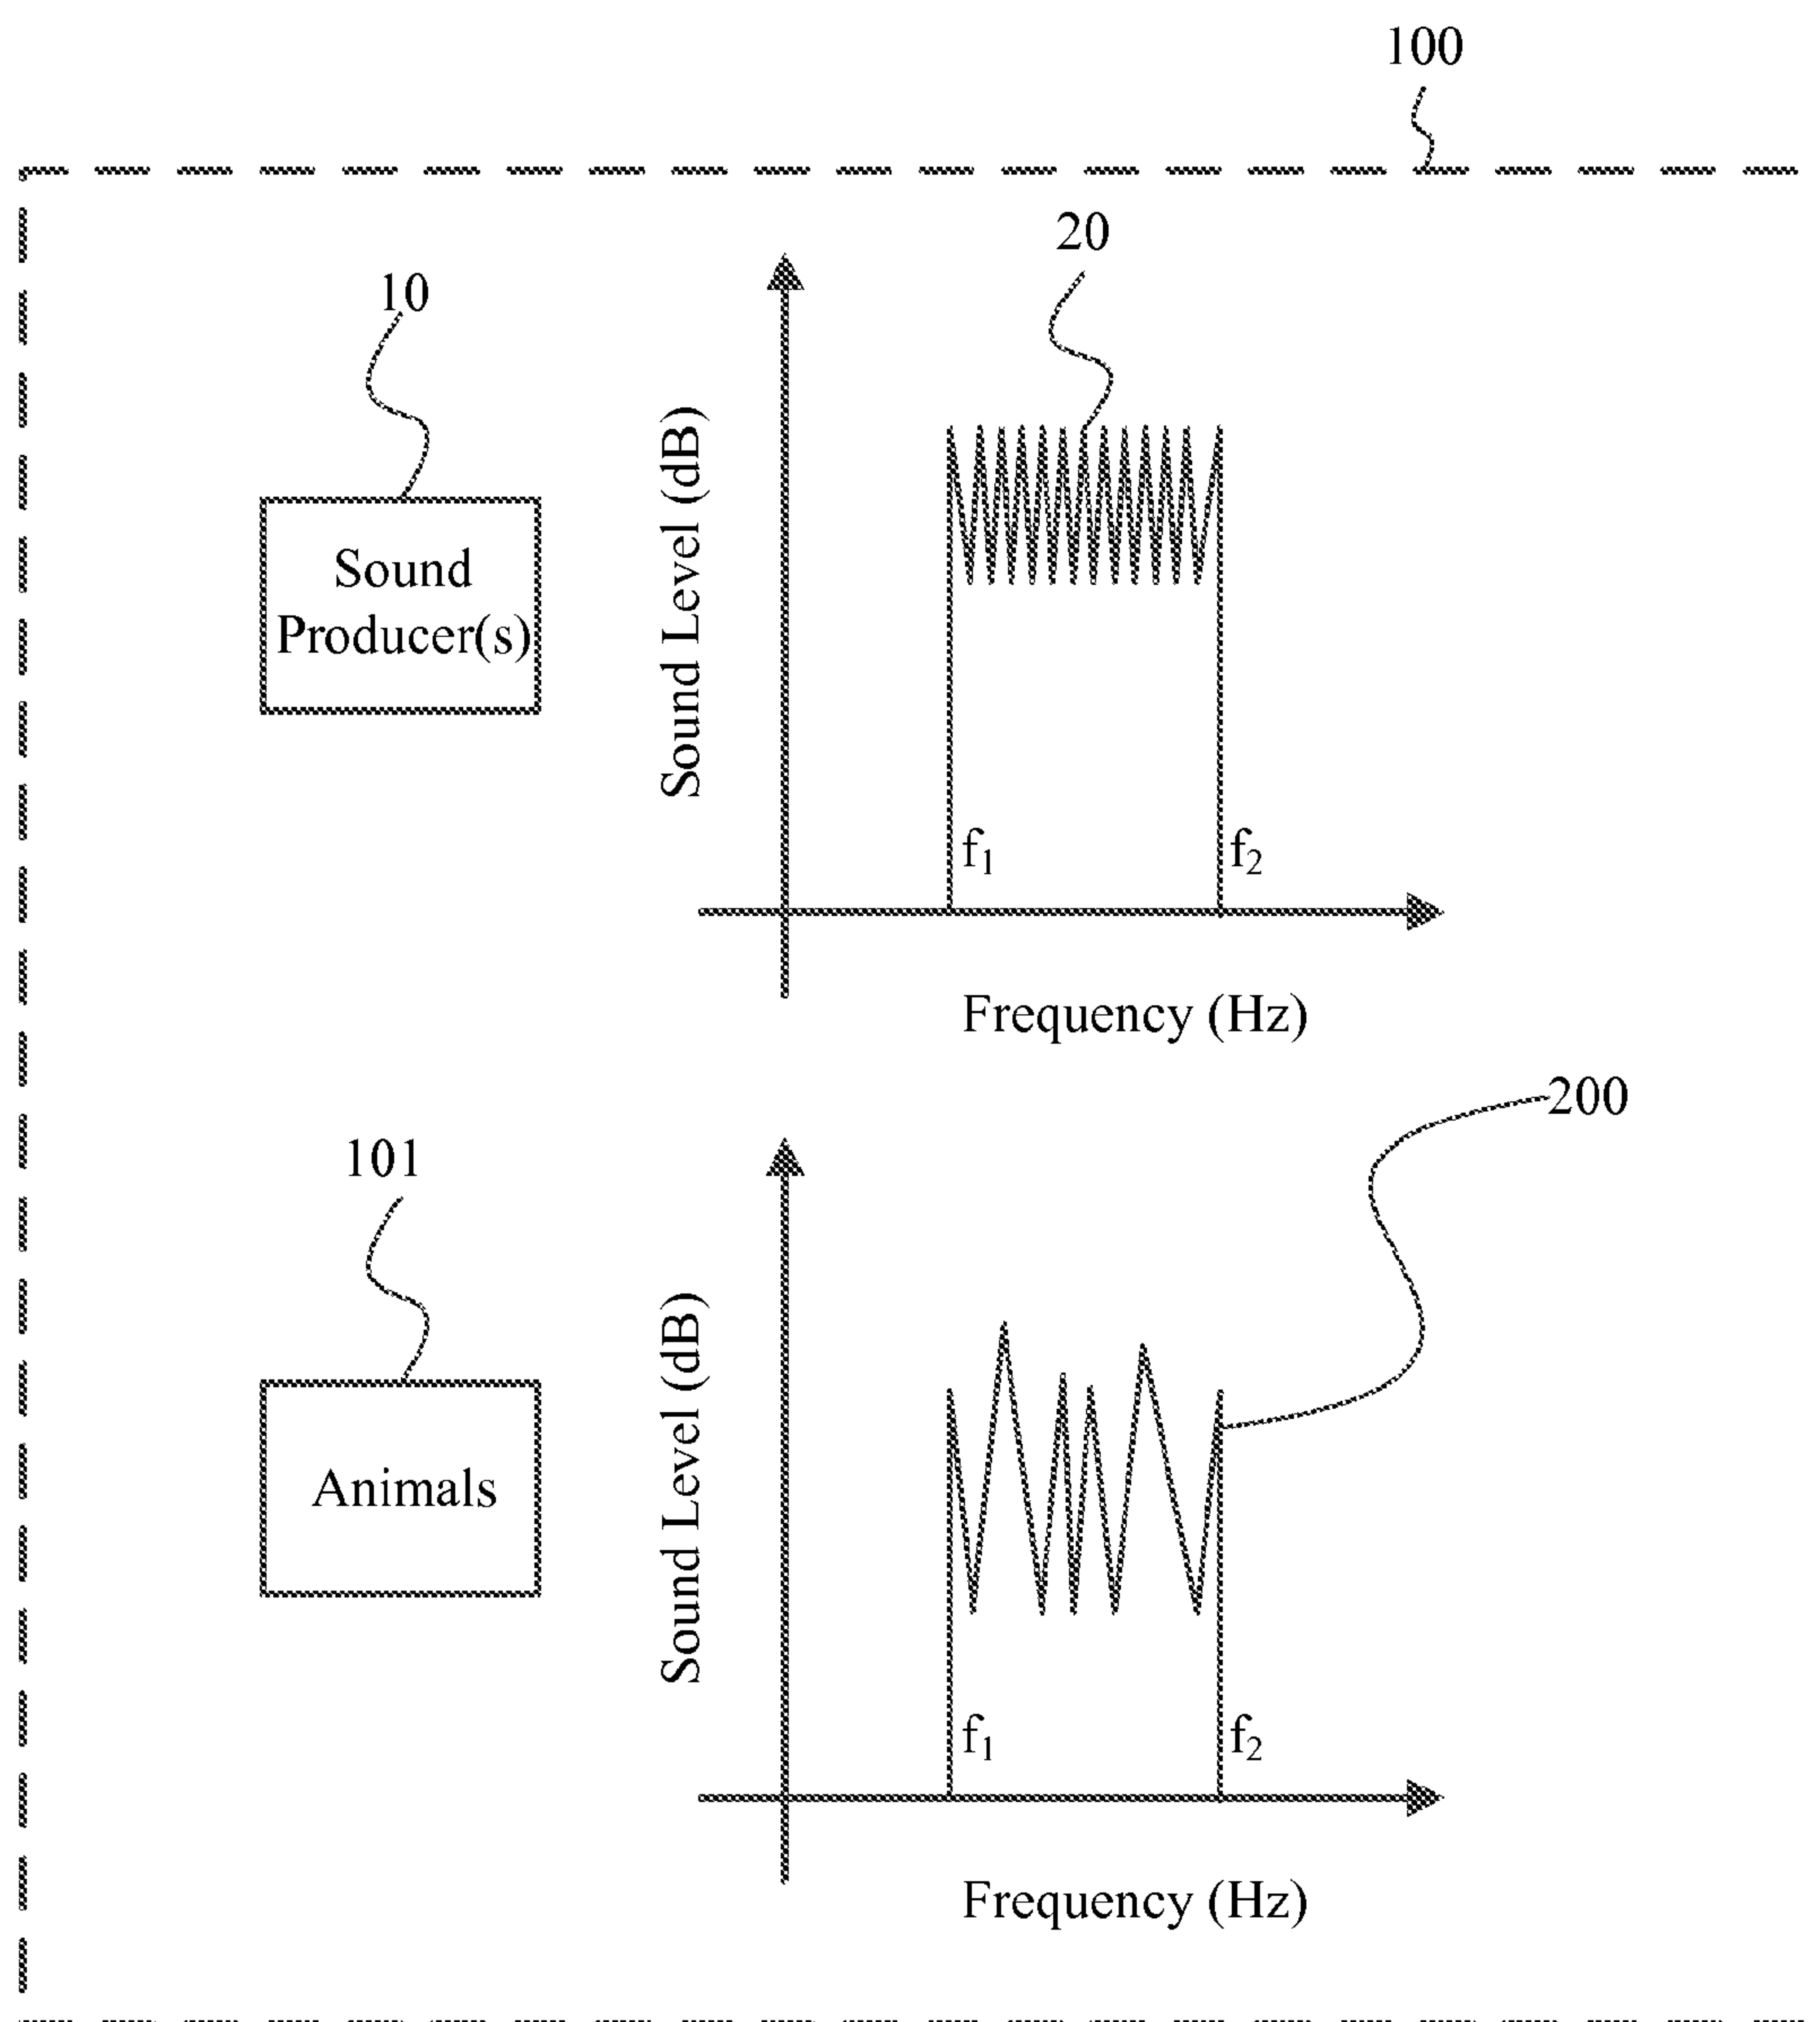 100
20
10
Sound Level (dB)
Sound
Producer(s)
f₁
f₂
Frequency (Hz)
200
101
Sound Level (dB)
Animals
f₁
f₂
Frequency (Hz)